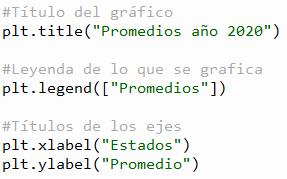 #Título del gráfico
plt.title("Promedios año 2020")
#Leyenda de lo que se grafica
plt.legend(["Promedios"])
#Títulos de los ejes
plt.xlabel("Estados")
plt.ylabel("Promedio")